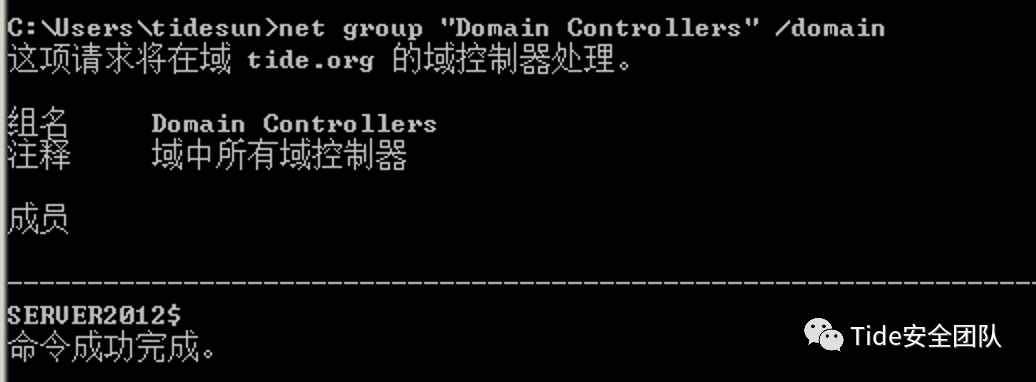 C:\Users\tidesun>net group "Domain Controllers" /domain
这项请求将在域 tide.org 的域控制器处理。
组名 Domain Controllers
注释 域中所有域控制器
成员
-------------------------------------------------------------------------------
SERVER2012$
命令成功完成。
Tide安全团队